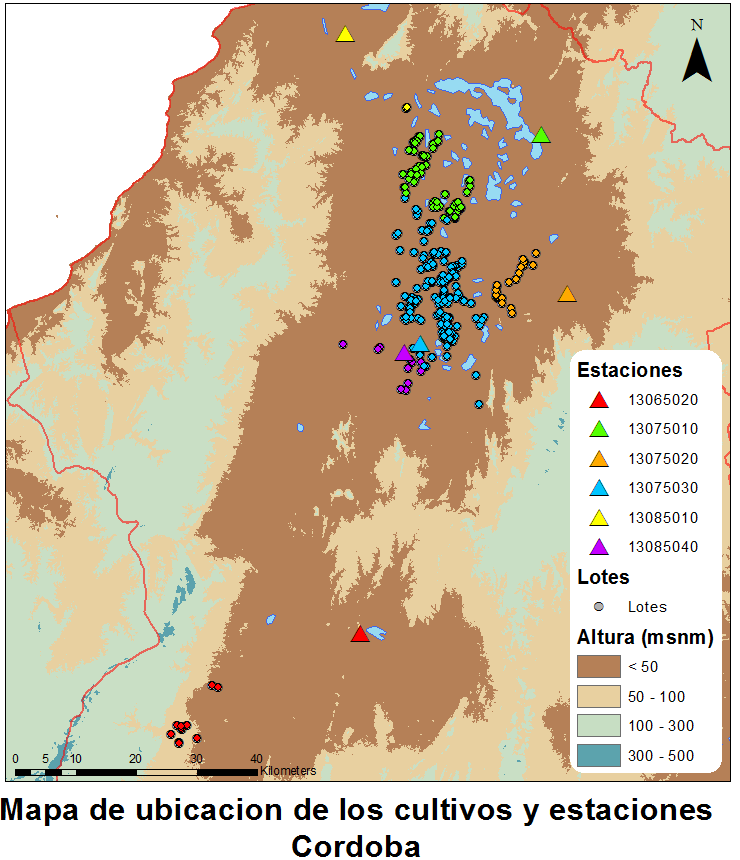 N
Estaciones
13065020
13075010
13075020
13075030
13085010
13085040
Lotes
Lotes
Altura (msnm)
< 50
50 - 100
100 - 300
300 - 500
0 5 10 20 30 40
Kilometers
Mapa de ubicacion de los cultivos y estaciones
Cordoba